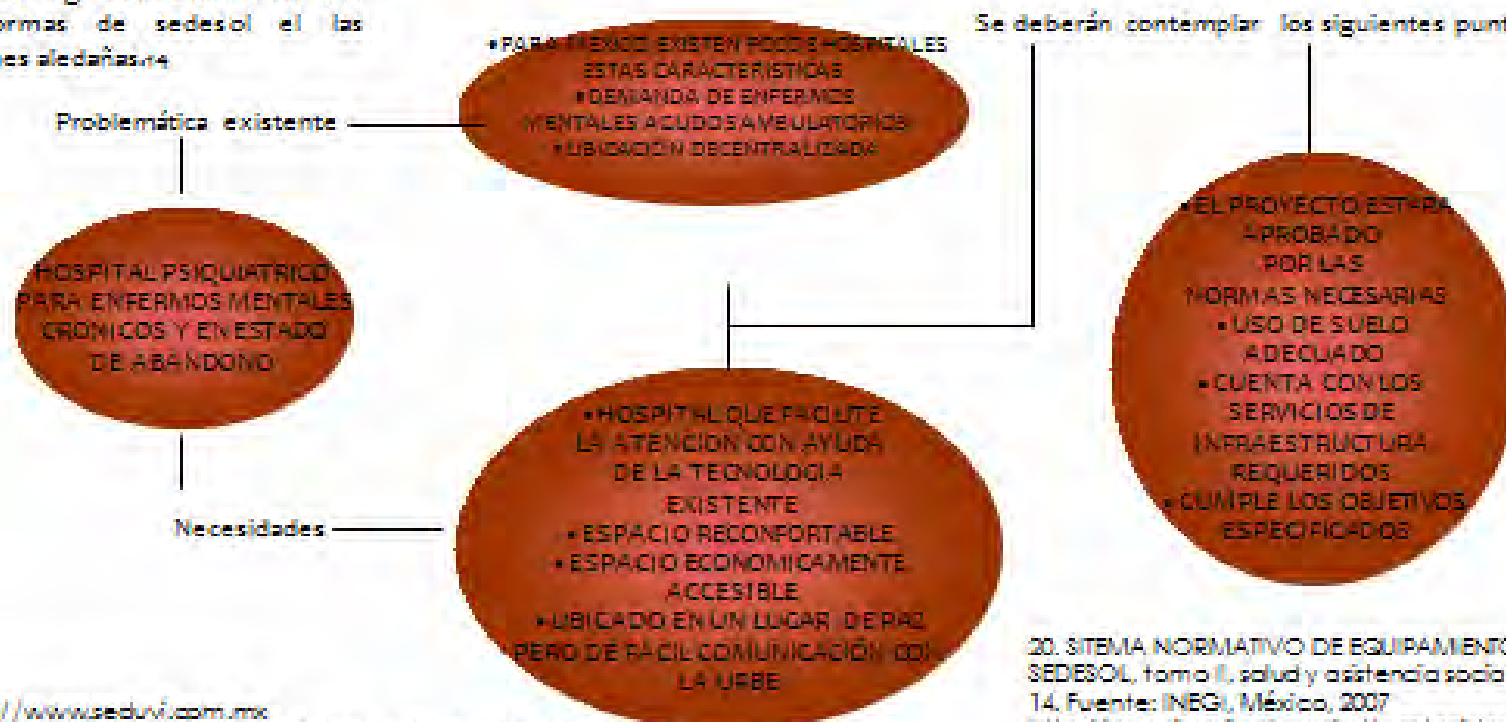 ormas de sedesol el las
nes aledañas.14
Problemática existente
• PARA MEXICO EXISTEN POCOS HOSPITALES
ESTAS CARACTERISTICAS
• DEMANDA DE ENFERMOS
MENTALES AGUDOS AMBULATORIOS
• UBICACIÓN DECENTRALIZADA
Se deberán contemplar los siguientes punt
HOSPITAL PSIQUIATRICO
PARA ENFERMOS MENTALES
CRONICOS Y EN ESTADO
DE ABANDONO
• EL PROYECTO ESTARA
APROBADO
POR LAS
NORMAS NECESARIAS
• USO DE SUELO
ADECUADO
• CUENTA CON LOS
SERVICIOS DE
INFRAESTRUCTURA
REQUERIDOS
• CUMPLE LOS OBJETIVOS
ESPECIFICADOS
Necesidades
• HOSPITAL QUE FACILITE
LA ATENCION CON AYUDA
DE LA TECNOLOGIA
EXISTENTE
• ESPACIO RECONFORTABLE
• ESPACIO ECONOMICAMENTE
ACCESIBLE
• UBICADO EN UN LUGAR DE PAZ
PERO DE FACIL COMUNICACIÓN CON
LA URBE
20. SITEMA NORMATIVO DE EQUIPAMIENTO
SEDESOL, tomo II, salud y asistencia socia
14. Fuente: INEGI, México, 2007
//www.seduvi.com.mx